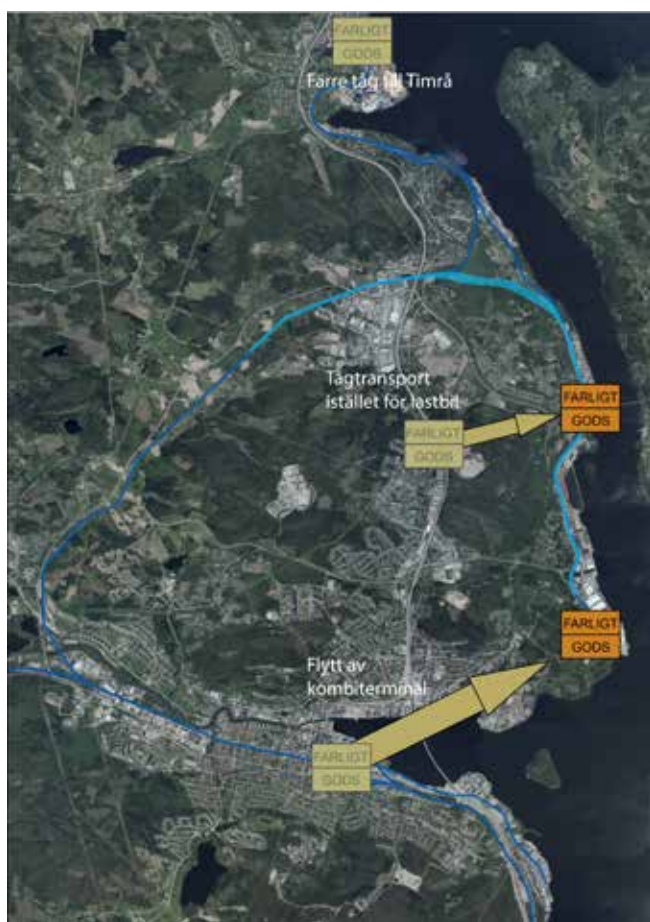 FARLIGT
GODS
Färre tåg till Timrå
Tågtransport
istället för lastbil
FARLIGT
GODS
FARLIGT
GODS
FARLIGT
GODS
Flytt av
kombiterminal
FARLIGT
GODS